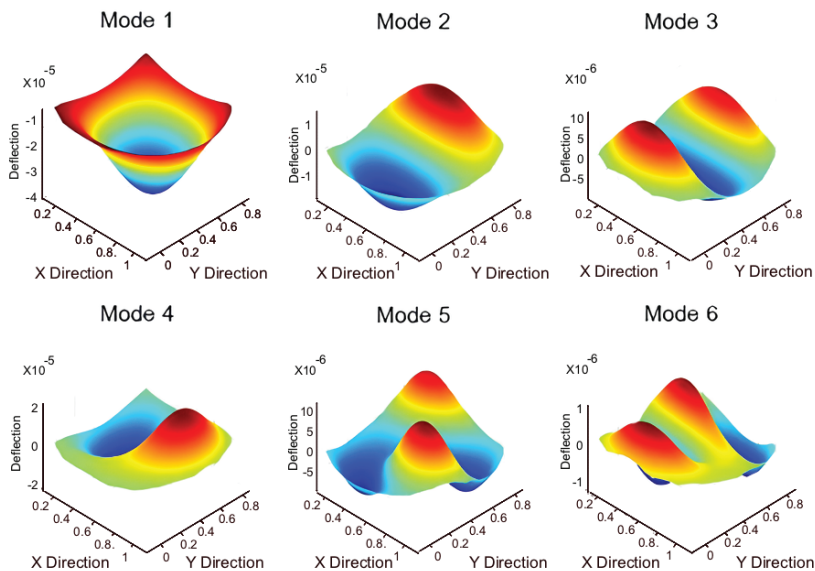 Mode 1
X10-5
-1
-2
-3
-4
Deflection
0.2
0.4
0.6
0.8
1
X Direction
0
0.2
0.4
0.6
0.8
Y Direction
Mode 2
X10-5
1
0
-1
Deflection
0.2
0.4
0.6
0.8.
1
X Direction
0
0.2
0.4
0.6
0.8
Y Direction
Mode 3
X10-6
10
5
0
-5
Deflection
0.2
0.4
0.6
0.8.
1
X Direction
0
0.2
0.4
0.6
0.8
Y Direction
Mode 4
X10-5
2
0
-2
Deflection
0.2
0.4
0.6
0.8.
1
X Direction
0
0.2
0.4
0.6
0.8
Y Direction
Mode 5
X10-6
10
5
0
-5
Deflection
0.2
0.4
0.6
0.8.
1
X Direction
0
0.2
0.4
0.6
0.8
Y Direction
Mode 6
X10-6
1
0
-1
Deflection
0.2
0.4
0.6
0.8.
1
X Direction
0
0.2
0.4
0.6
0.8
Y Direction